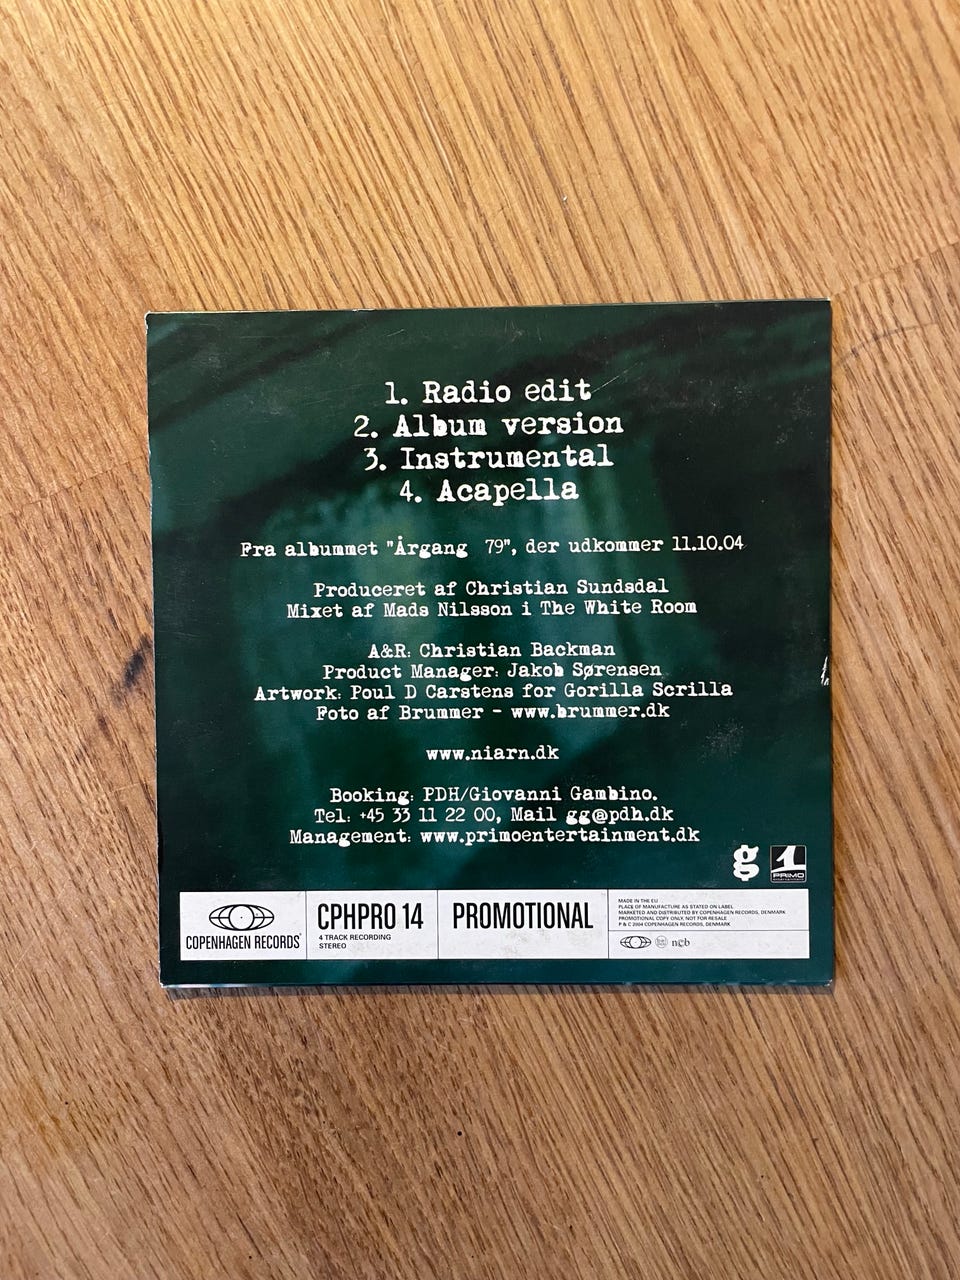 1. Radio edit
2. Album version
3. Instrumental
4. Acapella
Fra albummet "Årgang 79", der udkommer 11.10.04
Produceret af Christian Sundsdal
Mixet af Mads Nilsson i The White Room
A&R: Christian Backman
Product Manager: Jakob Sørensen
Artwork: Poul D Carstens for Gorilla Scrilla
Foto af Brummer - www.brummer.dk
www.niarn.dk
Booking: PDH/Giovanni Gambino.
Tel: +45 33 11 22 00, Mail gg@pdh.dk
Management: www.primoentertainment.dk
g
1
PRIMO
entertainment
COPENHAGEN RECORDS
CPHPRO 14
4 TRACK RECORDING
STEREO
PROMOTIONAL
MADE IN THE EU
PLACE OF MANUFACTURE AS STATED ON LABEL
MARKETED AND DISTRIBUTED BY COPENHAGEN RECORDS, DENMARK
PROMOTIONAL COPY ONLY, NOT FOR RESALE
P & C 2004 COPENHAGEN RECORDS, DENMARK
ncb